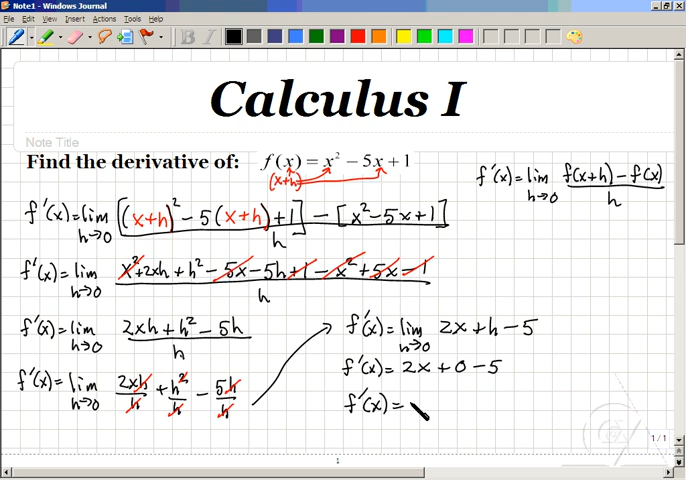 Note1 - Windows Journal
File Edit View Insert Actions Tools Help
B I
Calculus I
Note Title
Find the derivative of: f(x) = x² − 5x + 1
(x+h)
f'(x) = lim h→0 (f(x+h) − f(x))/h
f'(x) = lim h→0 ([(x+h)² − 5(x+h) + 1] − [x² − 5x + 1])/h
f'(x) = lim h→0 (x² + 2xh + h² − 5x − 5h + 1 − x² + 5x − 1)/h
f'(x) = lim h→0 (2xh + h² − 5h)/h
f'(x) = lim h→0 2xh/h + h²/h − 5h/h
f'(x) = lim h→0 2x + h − 5
f'(x) = 2x + 0 − 5
f'(x) =
1 / 1
1